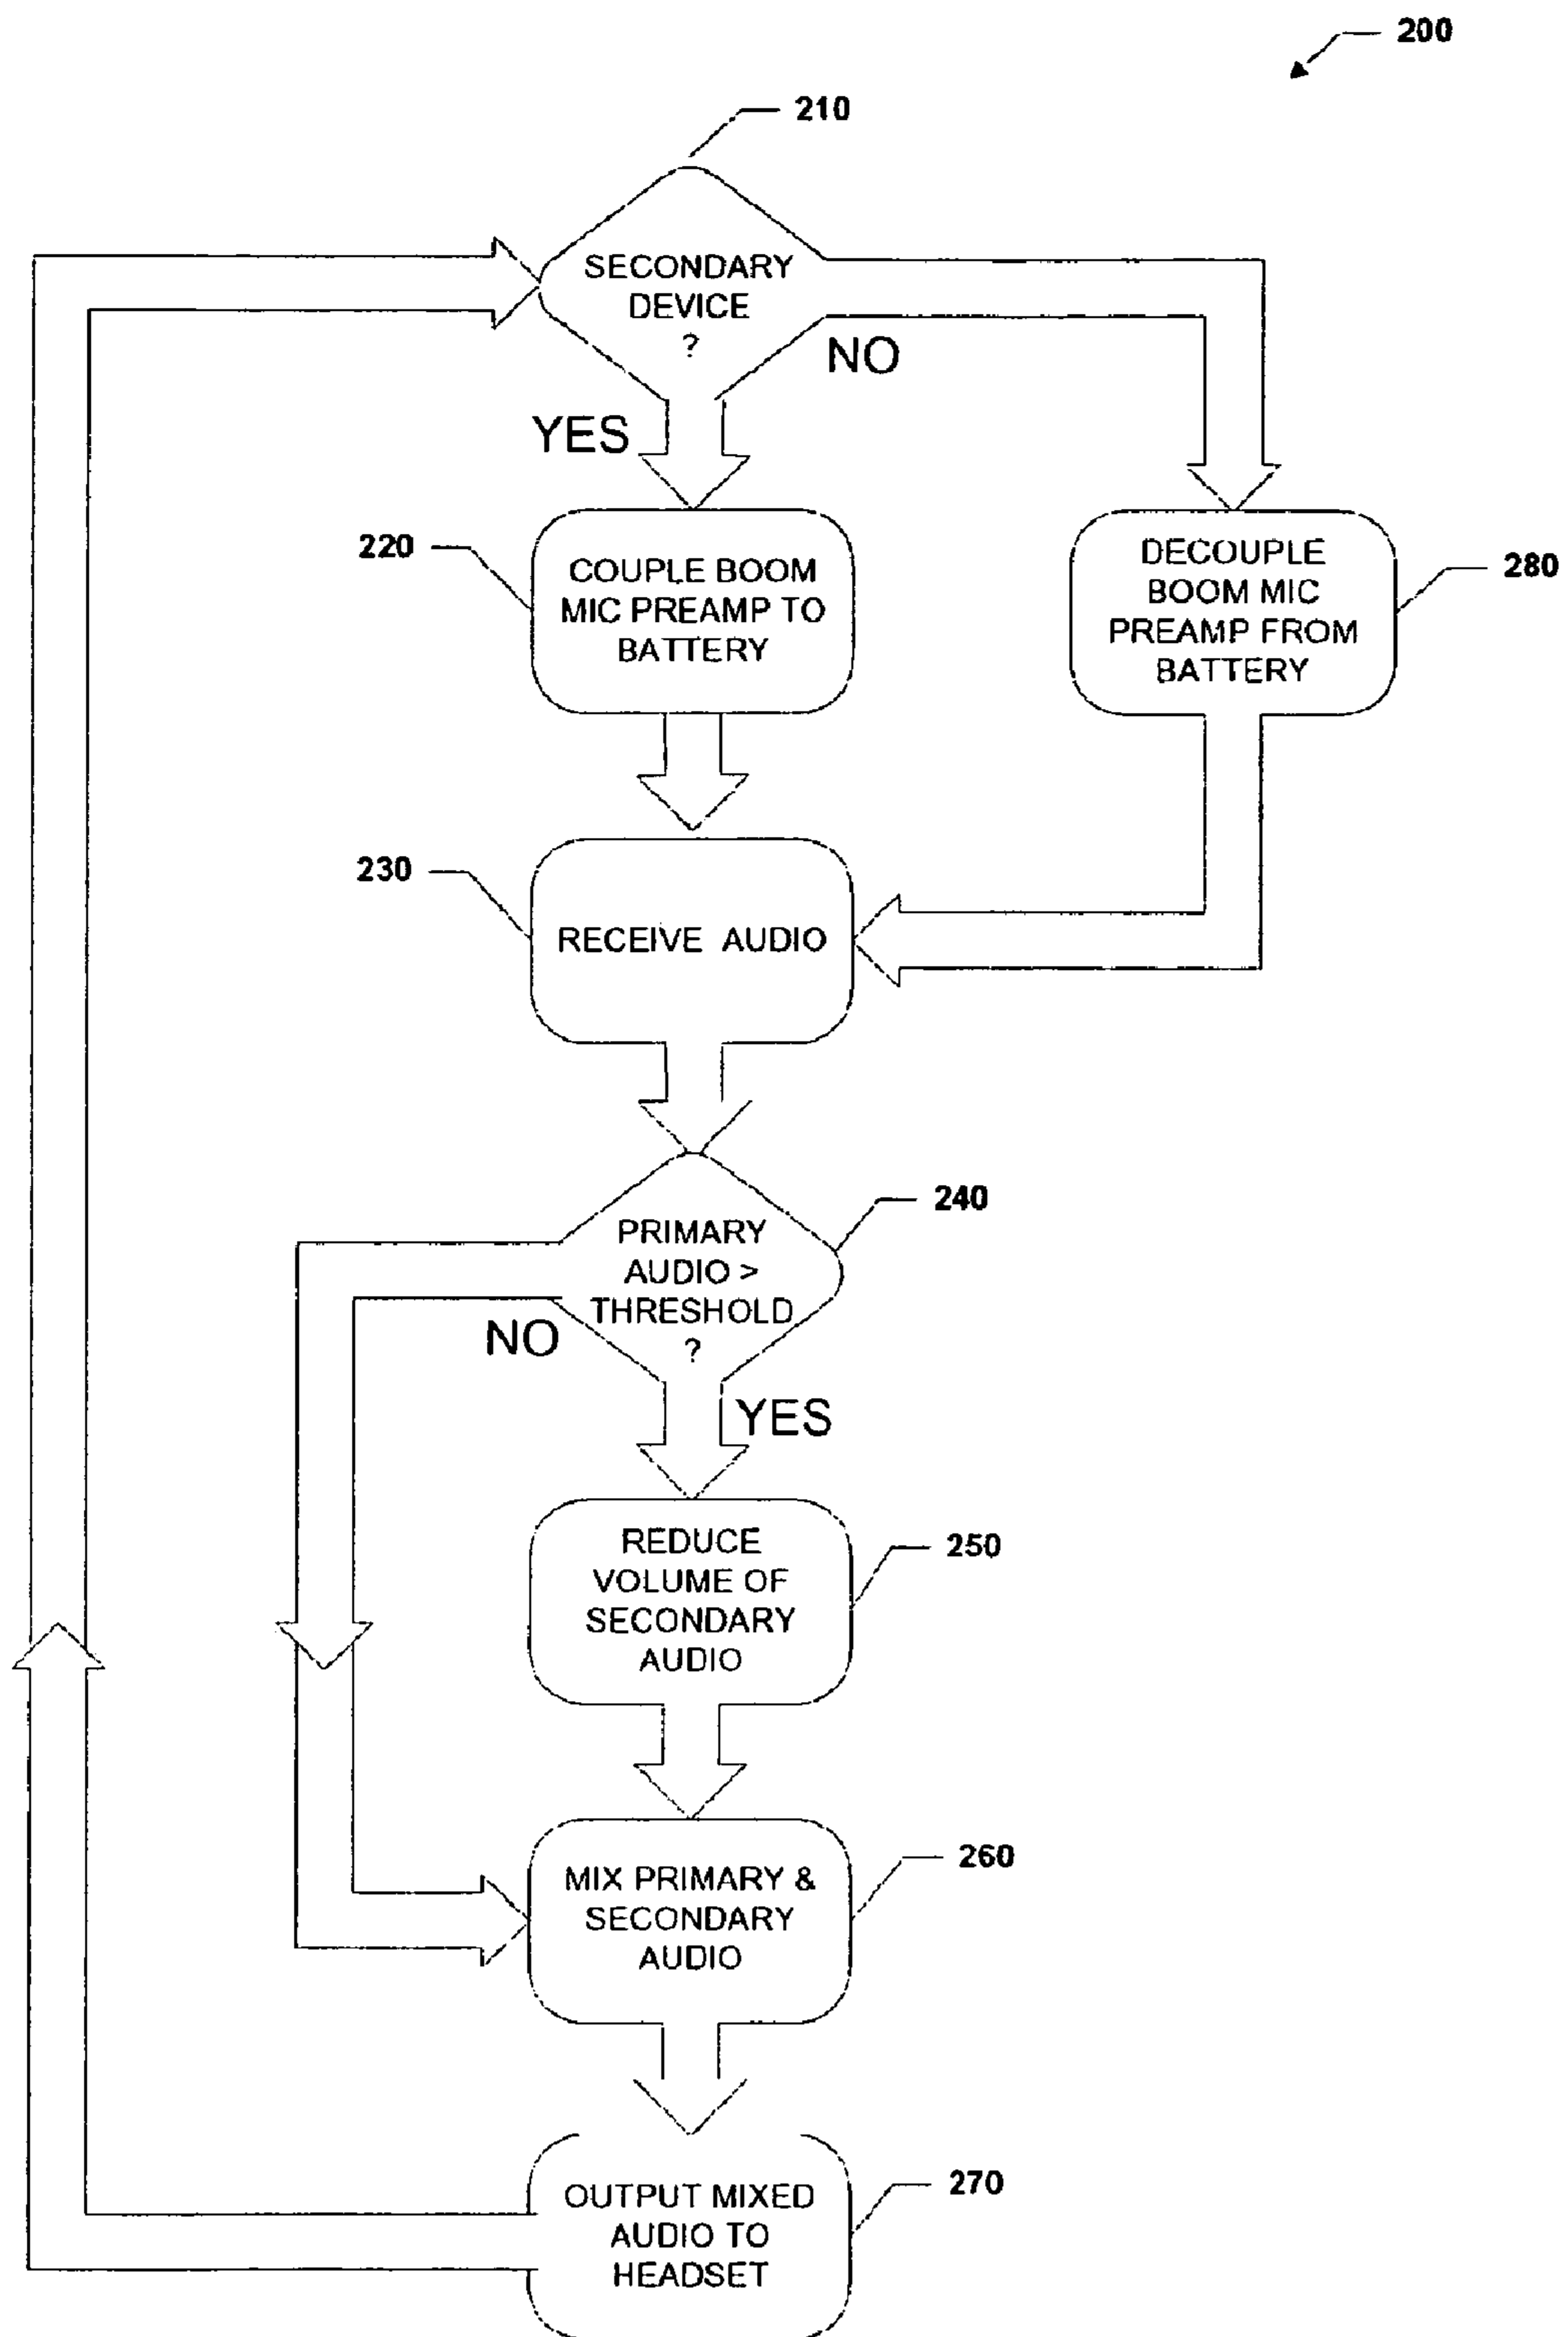 200
210
SECONDARY
DEVICE
?
NO
YES
220
COUPLE BOOM
MIC PREAMP TO
BATTERY
DECOUPLE
BOOM MIC
PREAMP FROM
BATTERY
280
230
RECEIVE AUDIO
240
PRIMARY
AUDIO >
THRESHOLD
?
NO
YES
REDUCE
VOLUME OF
SECONDARY
AUDIO
250
MIX PRIMARY &
SECONDARY
AUDIO
260
OUTPUT MIXED
AUDIO TO
HEADSET
270